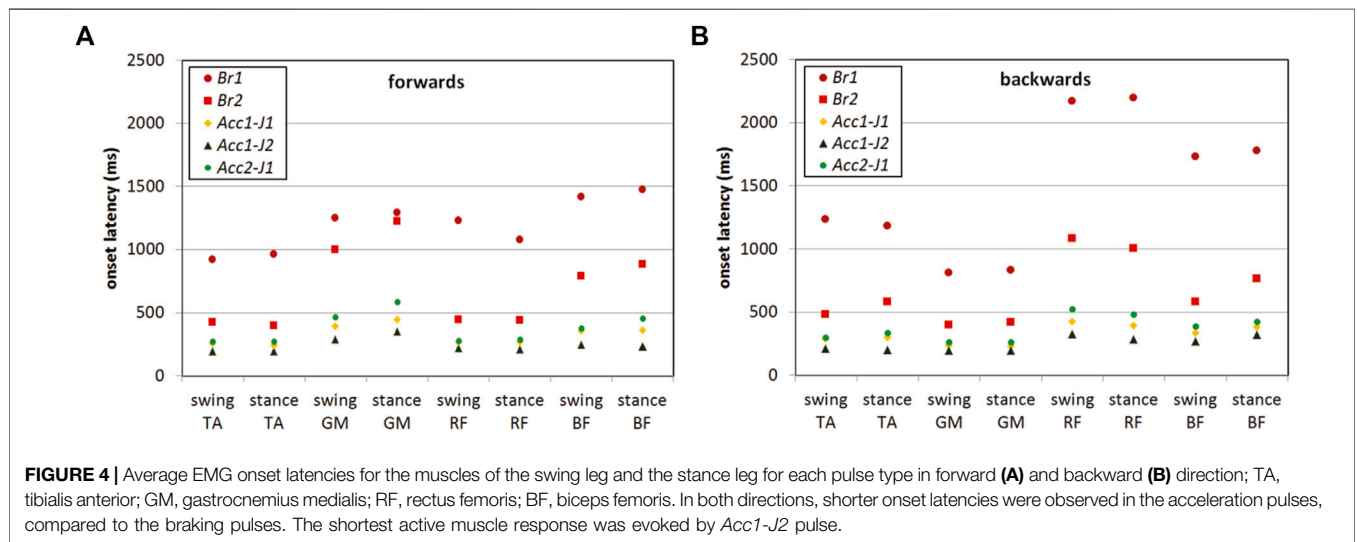 A
2500
2000
1500
1000
500
0
onset latency (ms)
forwards
Br1
Br2
Acc1-J1
Acc1-J2
Acc2-J1
swing stance swing stance swing stance swing stance
TA TA GM GM RF RF BF BF
B
2500
2000
1500
1000
500
0
onset latency (ms)
backwards
Br1
Br2
Acc1-J1
Acc1-J2
Acc2-J1
swing stance swing stance swing stance swing stance
TA TA GM GM RF RF BF BF
FIGURE 4 | Average EMG onset latencies for the muscles of the swing leg and the stance leg for each pulse type in forward (A) and backward (B) direction; TA,
tibialis anterior; GM, gastrocnemius medialis; RF, rectus femoris; BF, biceps femoris. In both directions, shorter onset latencies were observed in the acceleration pulses,
compared to the braking pulses. The shortest active muscle response was evoked by Acc1-J2 pulse.